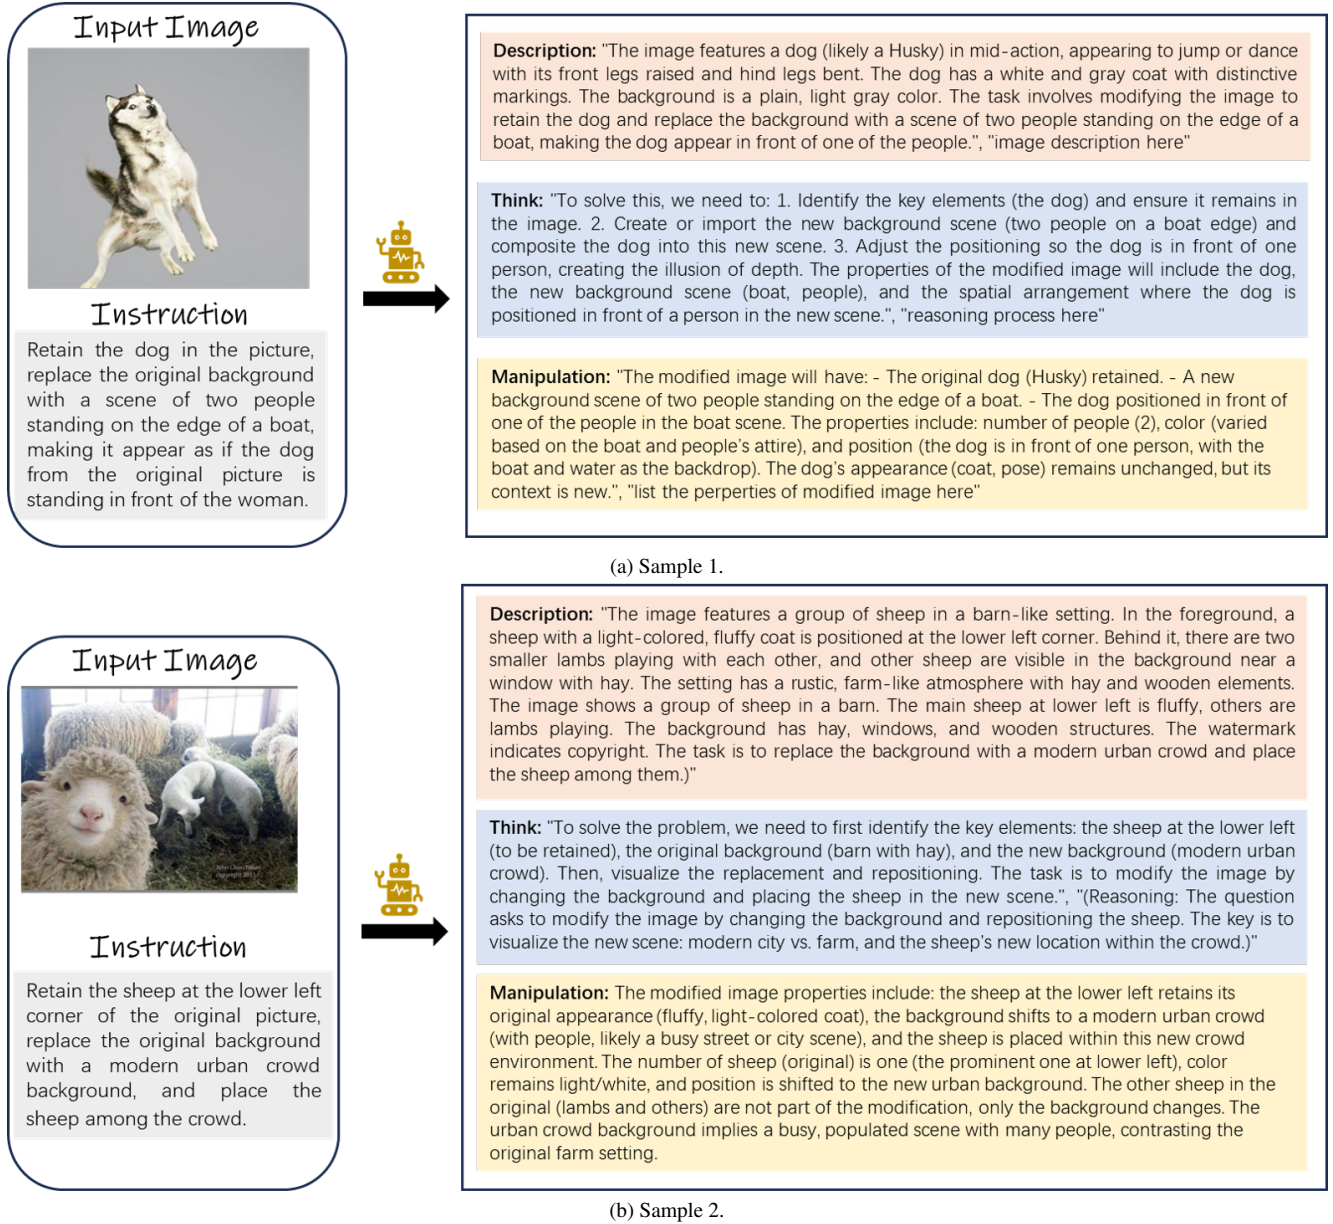 Input Image
Instruction
Retain the dog in the picture,
replace the original background
with a scene of two people
standing on the edge of a boat,
making it appear as if the dog
from the original picture is
standing in front of the woman.
Description: "The image features a dog (likely a Husky) in mid-action, appearing to jump or dance
with its front legs raised and hind legs bent. The dog has a white and gray coat with distinctive
markings. The background is a plain, light gray color. The task involves modifying the image to
retain the dog and replace the background with a scene of two people standing on the edge of a
boat, making the dog appear in front of one of the people.", "image description here"
Think: "To solve this, we need to: 1. Identify the key elements (the dog) and ensure it remains in
the image. 2. Create or import the new background scene (two people on a boat edge) and
composite the dog into this new scene. 3. Adjust the positioning so the dog is in front of one
person, creating the illusion of depth. The properties of the modified image will include the dog,
the new background scene (boat, people), and the spatial arrangement where the dog is
positioned in front of a person in the new scene.", "reasoning process here"
Manipulation: "The modified image will have: - The original dog (Husky) retained. - A new
background scene of two people standing on the edge of a boat. - The dog positioned in front of
one of the people in the boat scene. The properties include: number of people (2), color (varied
based on the boat and people's attire), and position (the dog is in front of one person, with the
boat and water as the backdrop). The dog's appearance (coat, pose) remains unchanged, but its
context is new.", "list the perperties of modified image here"
(a) Sample 1.
Input Image
John Churchman
copyright 2015
Instruction
Retain the sheep at the lower left
corner of the original picture,
replace the original background
with a modern urban crowd
background, and place the
sheep among the crowd.
Description: "The image features a group of sheep in a barn-like setting. In the foreground, a
sheep with a light-colored, fluffy coat is positioned at the lower left corner. Behind it, there are two
smaller lambs playing with each other, and other sheep are visible in the background near a
window with hay. The setting has a rustic, farm-like atmosphere with hay and wooden elements.
The image shows a group of sheep in a barn. The main sheep at lower left is fluffy, others are
lambs playing. The background has hay, windows, and wooden structures. The watermark
indicates copyright. The task is to replace the background with a modern urban crowd and place
the sheep among them.)"
Think: "To solve the problem, we need to first identify the key elements: the sheep at the lower left
(to be retained), the original background (barn with hay), and the new background (modern urban
crowd). Then, visualize the replacement and repositioning. The task is to modify the image by
changing the background and placing the sheep in the new scene.", "(Reasoning: The question
asks to modify the image by changing the background and repositioning the sheep. The key is to
visualize the new scene: modern city vs. farm, and the sheep's new location within the crowd.)"
Manipulation: The modified image properties include: the sheep at the lower left retains its
original appearance (fluffy, light-colored coat), the background shifts to a modern urban crowd
(with people, likely a busy street or city scene), and the sheep is placed within this new crowd
environment. The number of sheep (original) is one (the prominent one at lower left), color
remains light/white, and position is shifted to the new urban background. The other sheep in the
original (lambs and others) are not part of the modification, only the background changes. The
urban crowd background implies a busy, populated scene with many people, contrasting the
original farm setting.
(b) Sample 2.